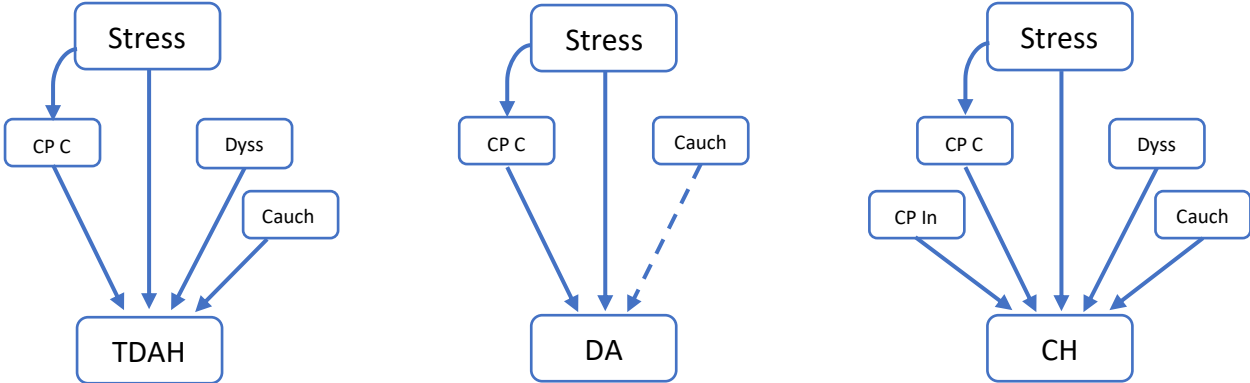 Stress
CP C
Dyss
Cauch
TDAH
Stress
CP C
Cauch
DA
Stress
CP C
Dyss
CP In
Cauch
CH